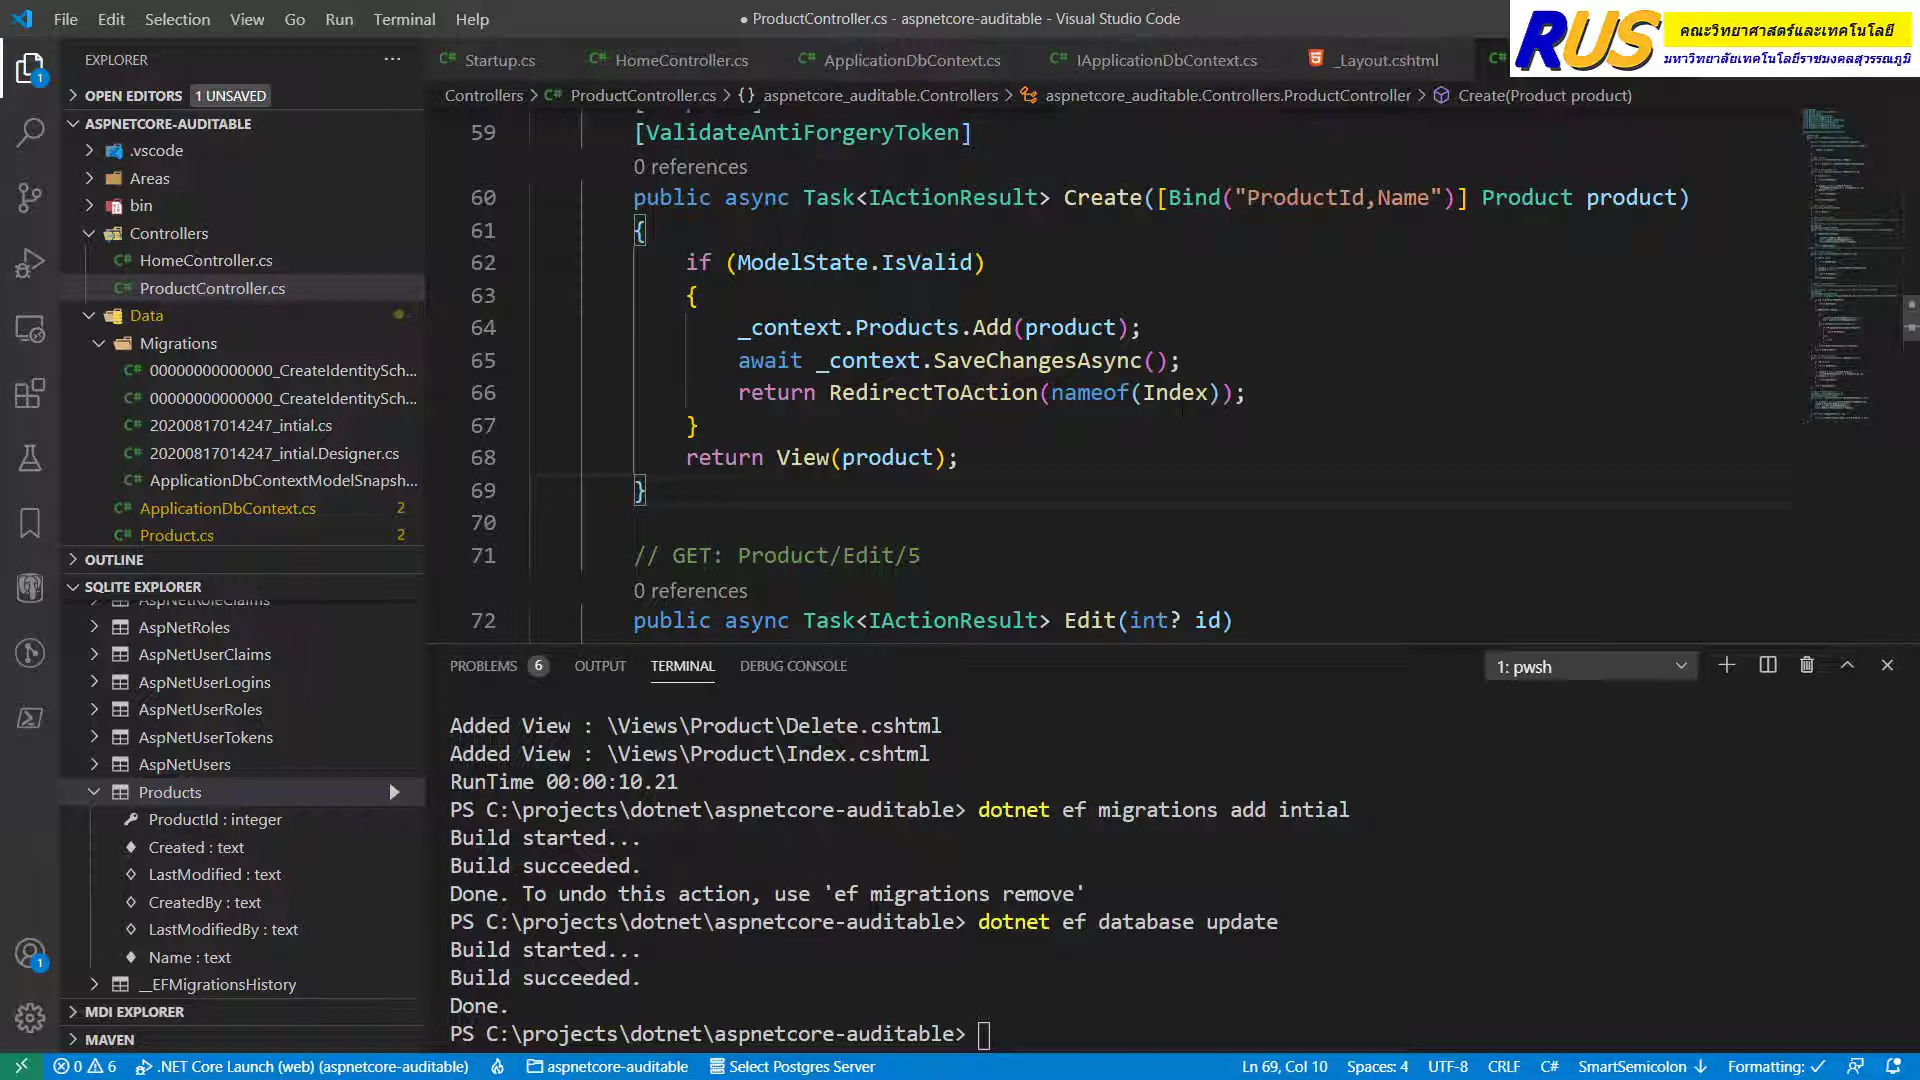 File Edit Selection View Go Run Terminal Help
● ProductController.cs - aspnetcore-auditable - Visual Studio Code
RUS
คณะวิทยาศาสตร์และเทคโนโลยี
มหาวิทยาลัยเทคโนโลยีราชมงคลสุวรรณภูมิ
EXPLORER
Startup.cs
HomeController.cs
ApplicationDbContext.cs
IApplicationDbContext.cs
_Layout.cshtml
OPEN EDITORS 1 UNSAVED
Controllers > ProductController.cs > {} aspnetcore_auditable.Controllers > aspnetcore_auditable.Controllers.ProductController > Create(Product product)
ASPNETCORE-AUDITABLE
.vscode
Areas
bin
Controllers
HomeController.cs
ProductController.cs
Data
Migrations
00000000000000_CreateIdentitySch...
00000000000000_CreateIdentitySch...
20200817014247_intial.cs
20200817014247_intial.Designer.cs
ApplicationDbContextModelSnapsh...
ApplicationDbContext.cs 2
Product.cs 2
OUTLINE
SQLITE EXPLORER
AspNetRoleClaims
AspNetRoles
AspNetUserClaims
AspNetUserLogins
AspNetUserRoles
AspNetUserTokens
AspNetUsers
Products
ProductId : integer
Created : text
LastModified : text
CreatedBy : text
LastModifiedBy : text
Name : text
__EFMigrationsHistory
MDI EXPLORER
MAVEN
59 [ValidateAntiForgeryToken]
0 references
60 public async Task<IActionResult> Create([Bind("ProductId,Name")] Product product)
61 {
62 if (ModelState.IsValid)
63 {
64 _context.Products.Add(product);
65 await _context.SaveChangesAsync();
66 return RedirectToAction(nameof(Index));
67 }
68 return View(product);
69 }
70
71 // GET: Product/Edit/5
0 references
72 public async Task<IActionResult> Edit(int? id)
PROBLEMS 6 OUTPUT TERMINAL DEBUG CONSOLE
1: pwsh
Added View : \Views\Product\Delete.cshtml
Added View : \Views\Product\Index.cshtml
RunTime 00:00:10.21
PS C:\projects\dotnet\aspnetcore-auditable> dotnet ef migrations add intial
Build started...
Build succeeded.
Done. To undo this action, use 'ef migrations remove'
PS C:\projects\dotnet\aspnetcore-auditable> dotnet ef database update
Build started...
Build succeeded.
Done.
PS C:\projects\dotnet\aspnetcore-auditable>
1
1
0 6 .NET Core Launch (web) (aspnetcore-auditable) aspnetcore-auditable Select Postgres Server
Ln 69, Col 10 Spaces: 4 UTF-8 CRLF C# SmartSemicolon ↓ Formatting: ✓